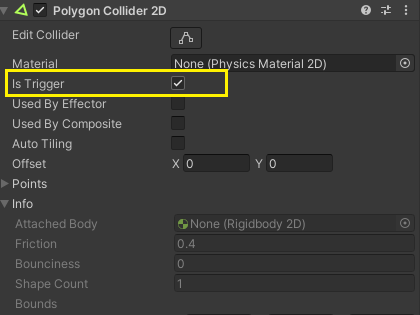 Polygon Collider 2D
Edit Collider
Material None (Physics Material 2D)
Is Trigger
Used By Effector
Used By Composite
Auto Tiling
Offset X 0 Y 0
Points
Info
Attached Body None (Rigidbody 2D)
Friction 0.4
Bounciness 0
Shape Count 1
Bounds